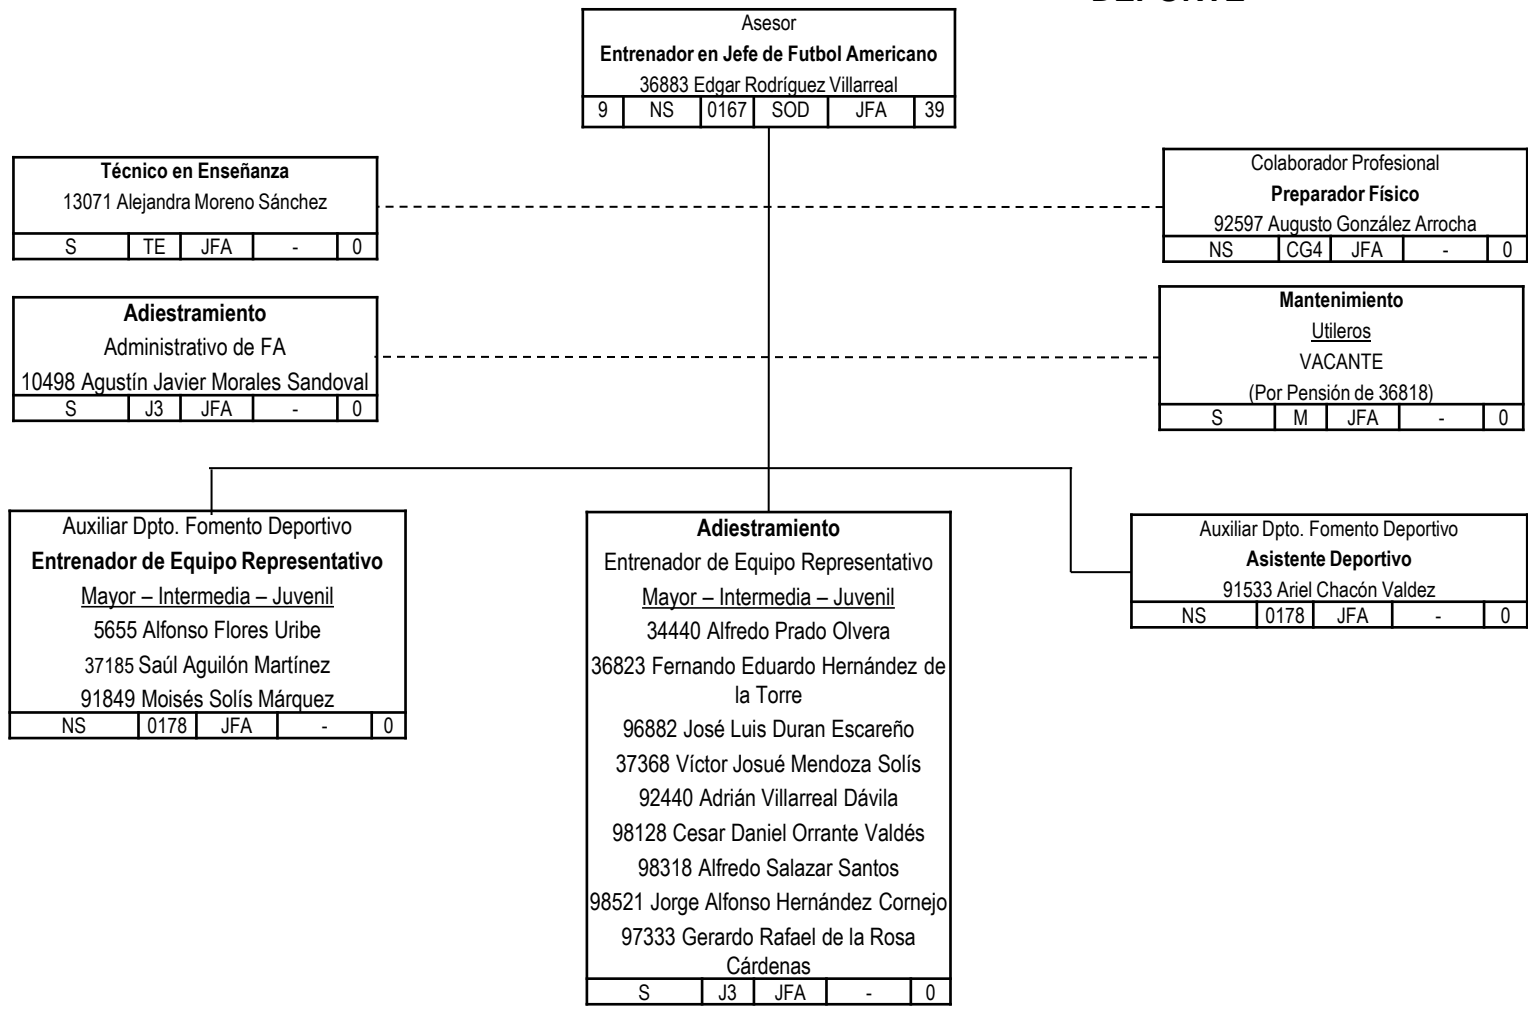 DEPORTE
Asesor
Entrenador en Jefe de Futbol Americano
36883 Edgar Rodríguez Villarreal
9 NS 0167 SOD JFA 39
Técnico en Enseñanza
13071 Alejandra Moreno Sánchez
S TE JFA - 0
Colaborador Profesional
Preparador Físico
92597 Augusto González Arrocha
NS CG4 JFA - 0
Adiestramiento
Administrativo de FA
10498 Agustín Javier Morales Sandoval
S J3 JFA - 0
Mantenimiento
Utileros
VACANTE
(Por Pensión de 36818)
S M JFA - 0
Auxiliar Dpto. Fomento Deportivo
Entrenador de Equipo Representativo
Mayor – Intermedia – Juvenil
5655 Alfonso Flores Uribe
37185 Saúl Aguilón Martínez
91849 Moisés Solís Márquez
NS 0178 JFA - 0
Adiestramiento
Entrenador de Equipo Representativo
Mayor – Intermedia – Juvenil
34440 Alfredo Prado Olvera
36823 Fernando Eduardo Hernández de
la Torre
96882 José Luis Duran Escareño
37368 Víctor Josué Mendoza Solís
92440 Adrián Villarreal Dávila
98128 Cesar Daniel Orrante Valdés
98318 Alfredo Salazar Santos
98521 Jorge Alfonso Hernández Cornejo
97333 Gerardo Rafael de la Rosa
Cárdenas
S J3 JFA - 0
Auxiliar Dpto. Fomento Deportivo
Asistente Deportivo
91533 Ariel Chacón Valdez
NS 0178 JFA - 0